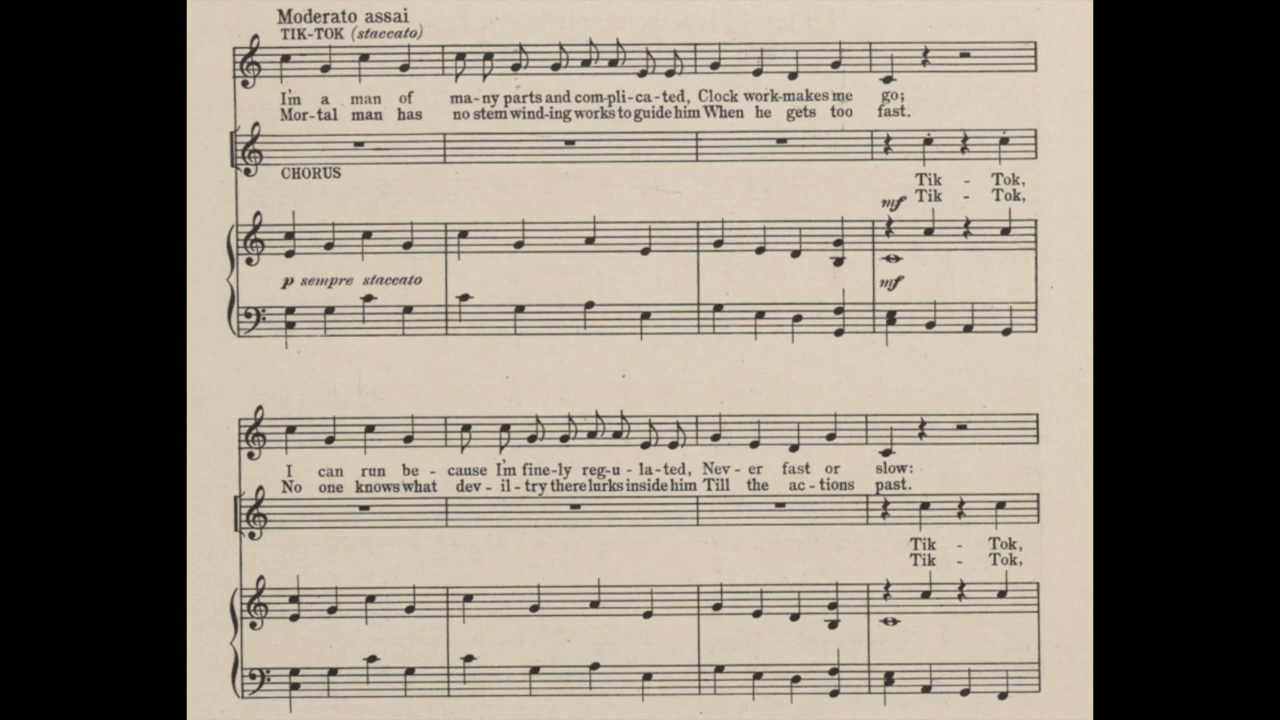 Moderato assai
TIK-TOK (staccato)
I'm a man of ma-ny parts and com-pli-ca-ted, Clock work-makes me go;
Mor-tal man has no stem wind-ing works to guide him When he gets too fast.
CHORUS
Tik - Tok,
mf Tik - Tok,
p sempre staccato mf
I can run be - cause I'm fine-ly reg-u-la-ted, Nev-er fast or slow:
No one knows what dev-il-try there lurks inside him Till the ac-tions past.
Tik - Tok,
Tik - Tok,